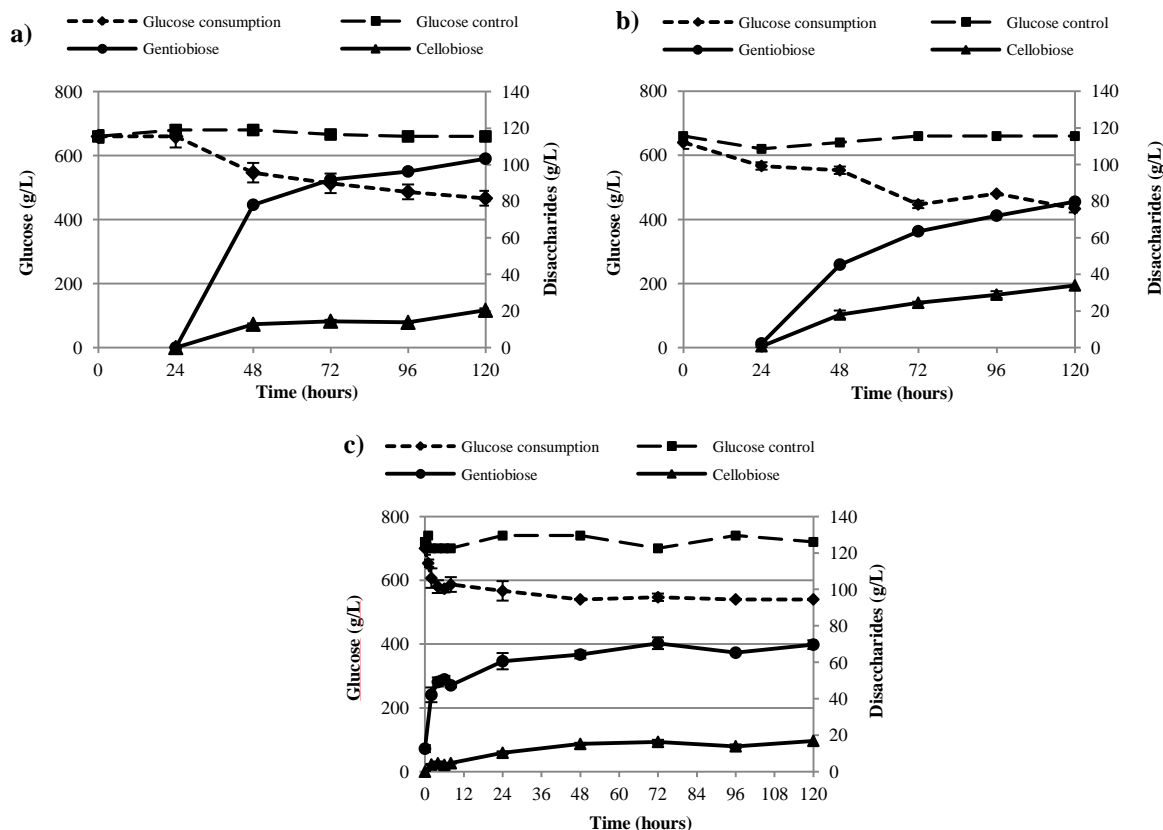 a)
Glucose consumption Glucose control
Gentiobiose Cellobiose
800 140
120
600 100
80
400 60
200 40
20
0 0
0 24 48 72 96 120
Glucose (g/L)
Disaccharides (g/L)
Time (hours)
b)
Glucose consumption Glucose control
Gentiobiose Cellobiose
800 140
120
600 100
80
400 60
200 40
20
0 0
0 24 48 72 96 120
Glucose (g/L)
Disaccharides (g/L)
Time (hours)
c)
Glucose consumption Glucose control
Gentiobiose Cellobiose
800 140
120
600 100
80
400 60
200 40
20
0 0
0 12 24 36 48 60 72 84 96 108 120
Glucose (g/L)
Disaccharides (g/L)
Time (hours)